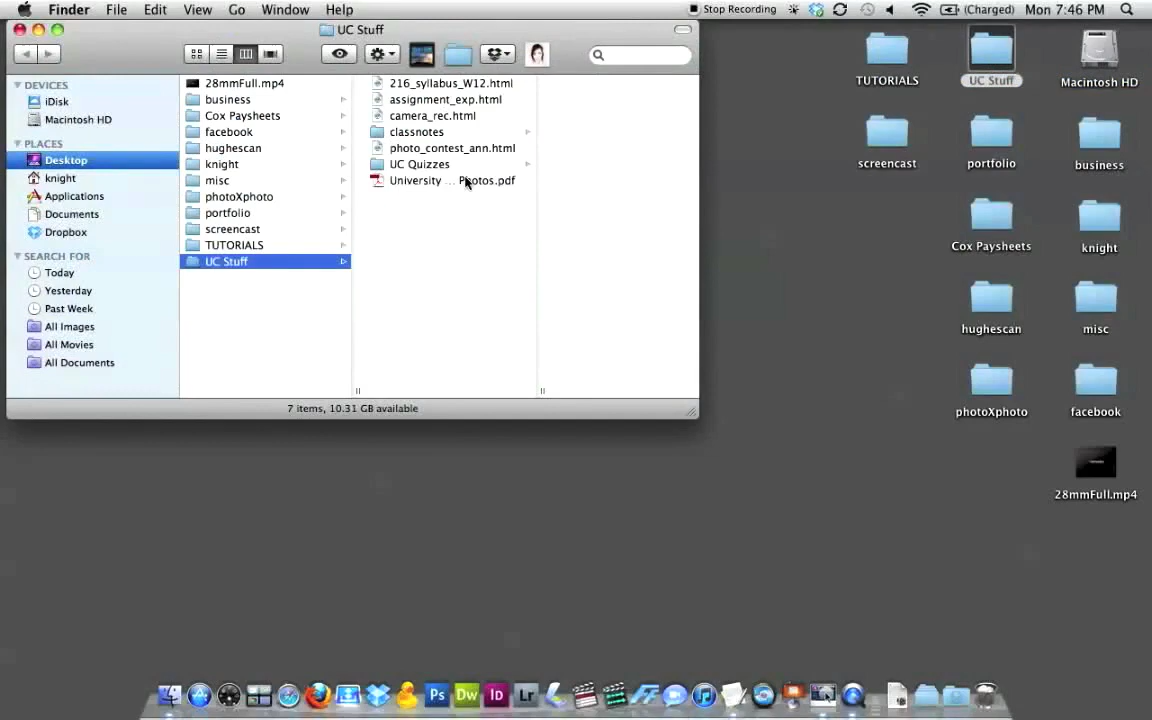 Finder File Edit View Go Window Help
Stop Recording (Charged) Mon 7:46 PM
UC Stuff
DEVICES
iDisk
Macintosh HD
PLACES
Desktop
knight
Applications
Documents
Dropbox
SEARCH FOR
Today
Yesterday
Past Week
All Images
All Movies
All Documents
28mmFull.mp4
business
Cox Paysheets
facebook
hughescan
knight
misc
photoXphoto
portfolio
screencast
TUTORIALS
UC Stuff
216_syllabus_W12.html
assignment_exp.html
camera_rec.html
classnotes
photo_contest_ann.html
UC Quizzes
University ... Photos.pdf
7 items, 10.31 GB available
TUTORIALS
UC Stuff
Macintosh HD
screencast
portfolio
business
Cox Paysheets
knight
hughescan
misc
photoXphoto
facebook
28mmFull.mp4
Ps Dw Id Lr